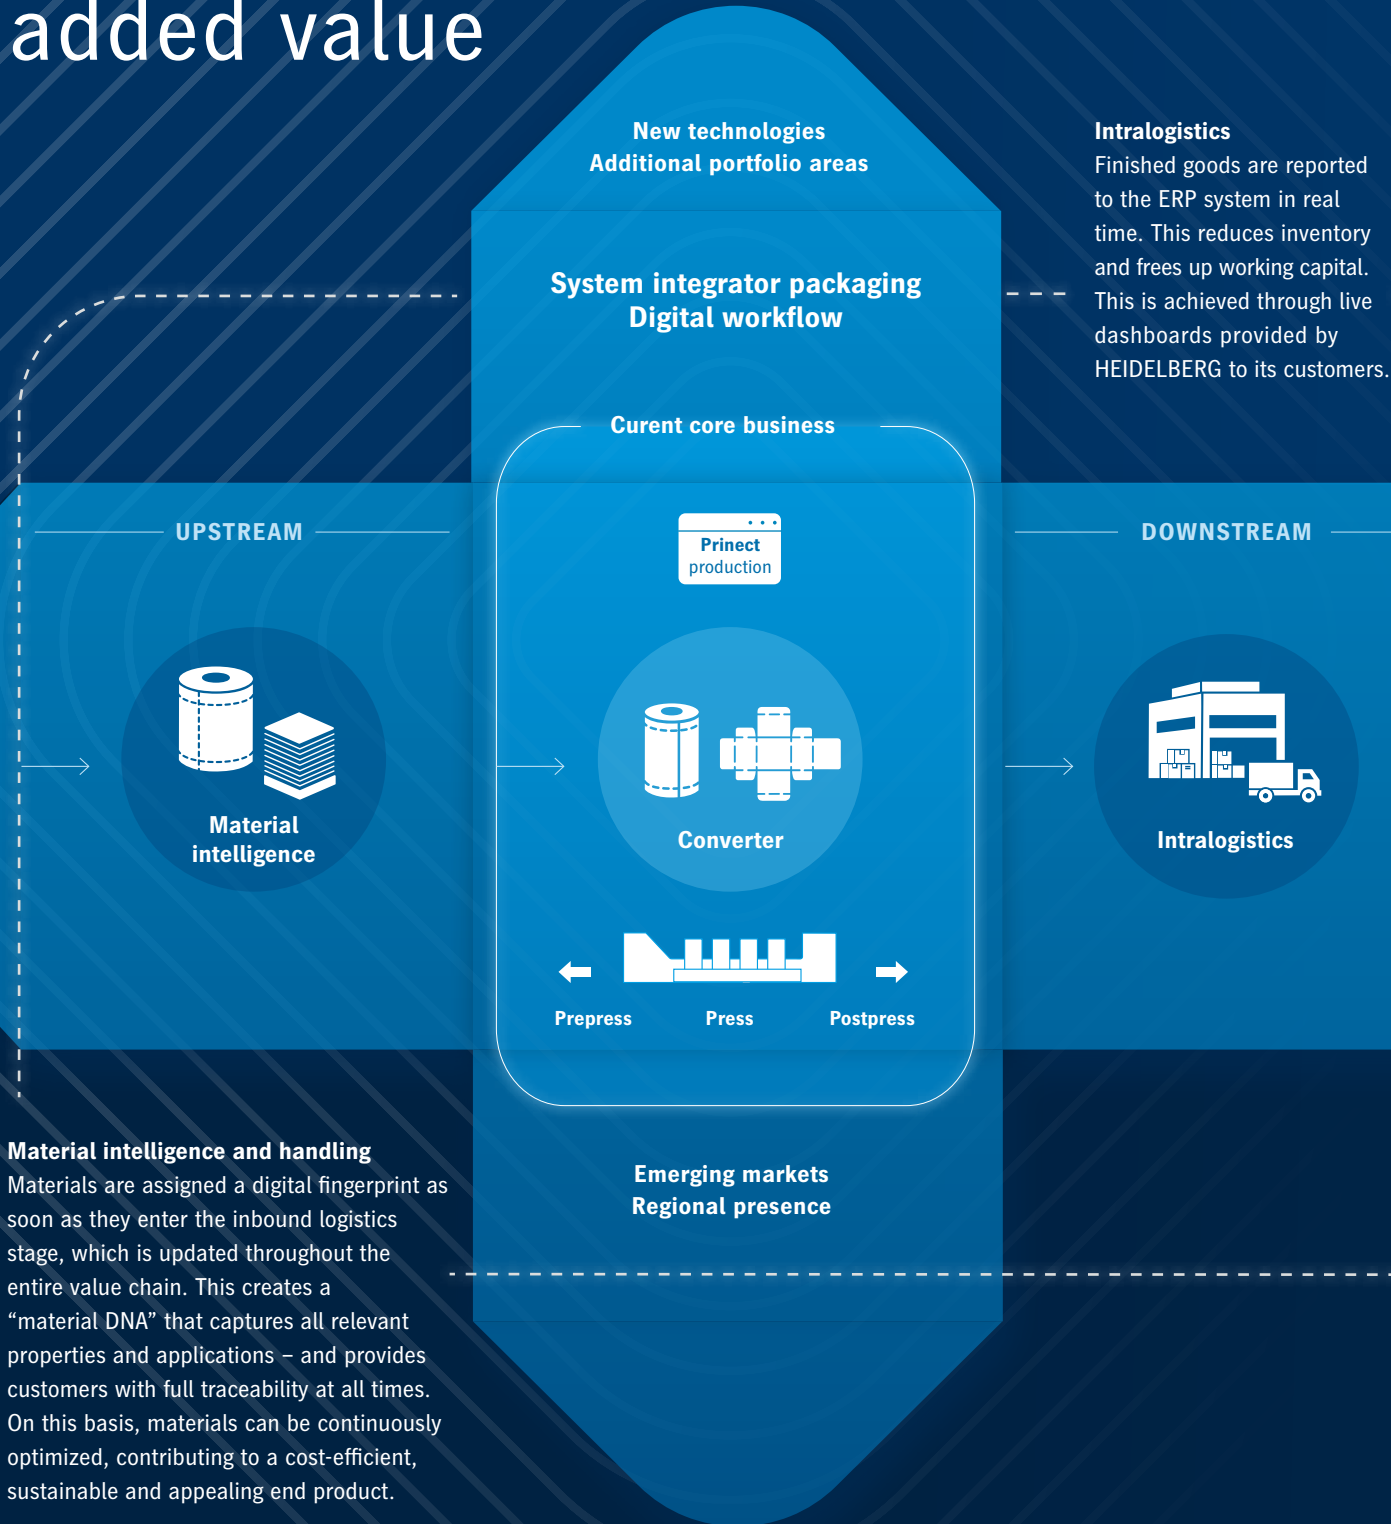 added value
New technologies
Additional portfolio areas
Intralogistics
Finished goods are reported
to the ERP system in real
time. This reduces inventory
and frees up working capital.
This is achieved through live
dashboards provided by
HEIDELBERG to its customers.
System integrator packaging
Digital workflow
Curent core business
UPSTREAM
DOWNSTREAM
Prinect
production
Material
intelligence
Converter
Intralogistics
Prepress
Press
Postpress
Material intelligence and handling
Materials are assigned a digital fingerprint as
soon as they enter the inbound logistics
stage, which is updated throughout the
entire value chain. This creates a
“material DNA” that captures all relevant
properties and applications – and provides
customers with full traceability at all times.
On this basis, materials can be continuously
optimized, contributing to a cost-efficient,
sustainable and appealing end product.
Emerging markets
Regional presence